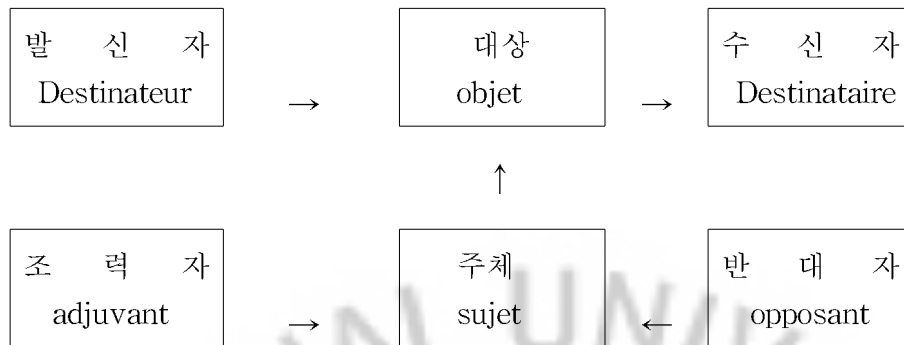 발 신 자
Destinateur
→
대상
objet
→
수 신 자
Destinataire
↑
조 력 자
adjuvant
→
주체
sujet
←
반 대 자
opposant